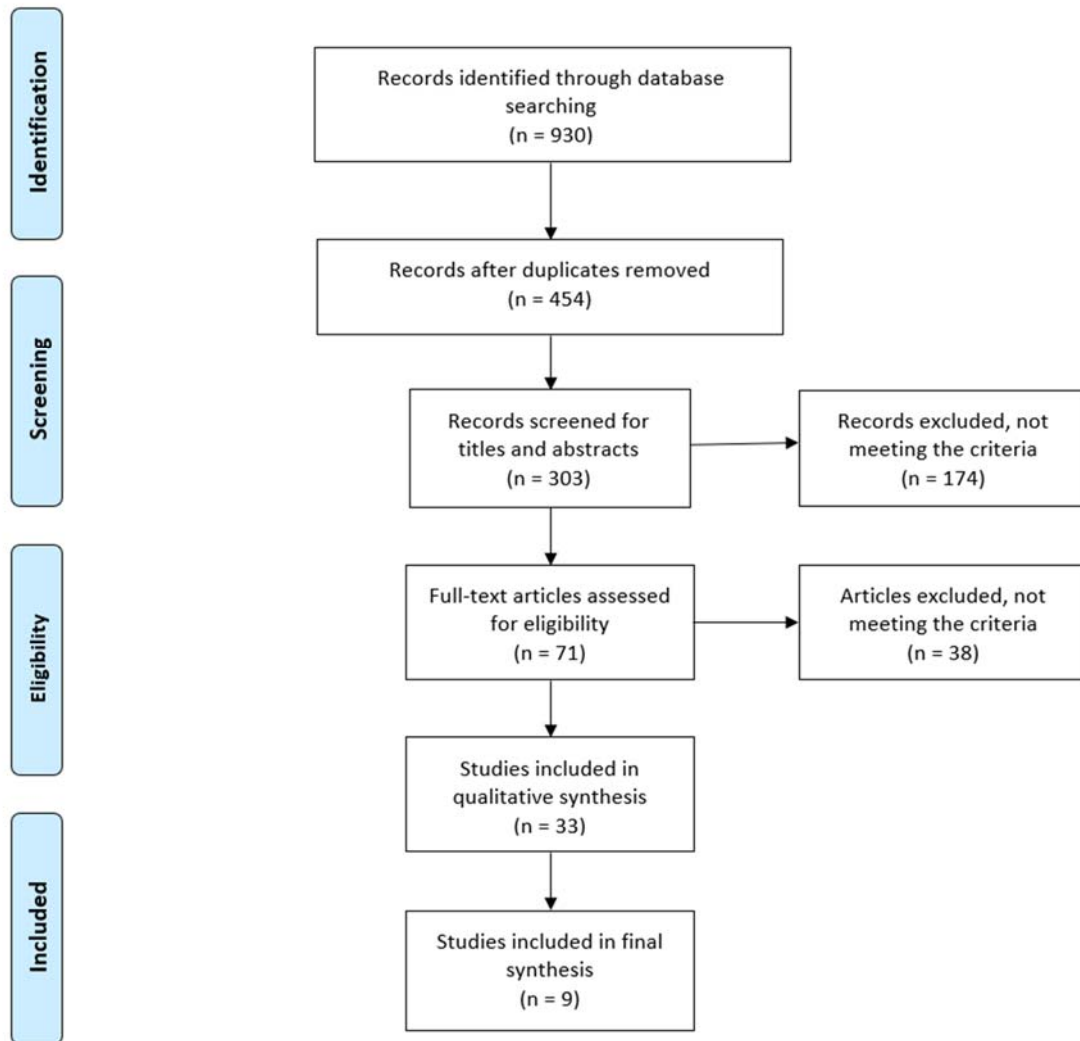 Identification
Records identified through database
searching
(n = 930)
Records after duplicates removed
(n = 454)
Screening
Records screened for
titles and abstracts
(n = 303)
Records excluded, not
meeting the criteria
(n = 174)
Eligibility
Full-text articles assessed
for eligibility
(n = 71)
Articles excluded, not
meeting the criteria
(n = 38)
Studies included in
qualitative synthesis
(n = 33)
Included
Studies included in final
synthesis
(n = 9)